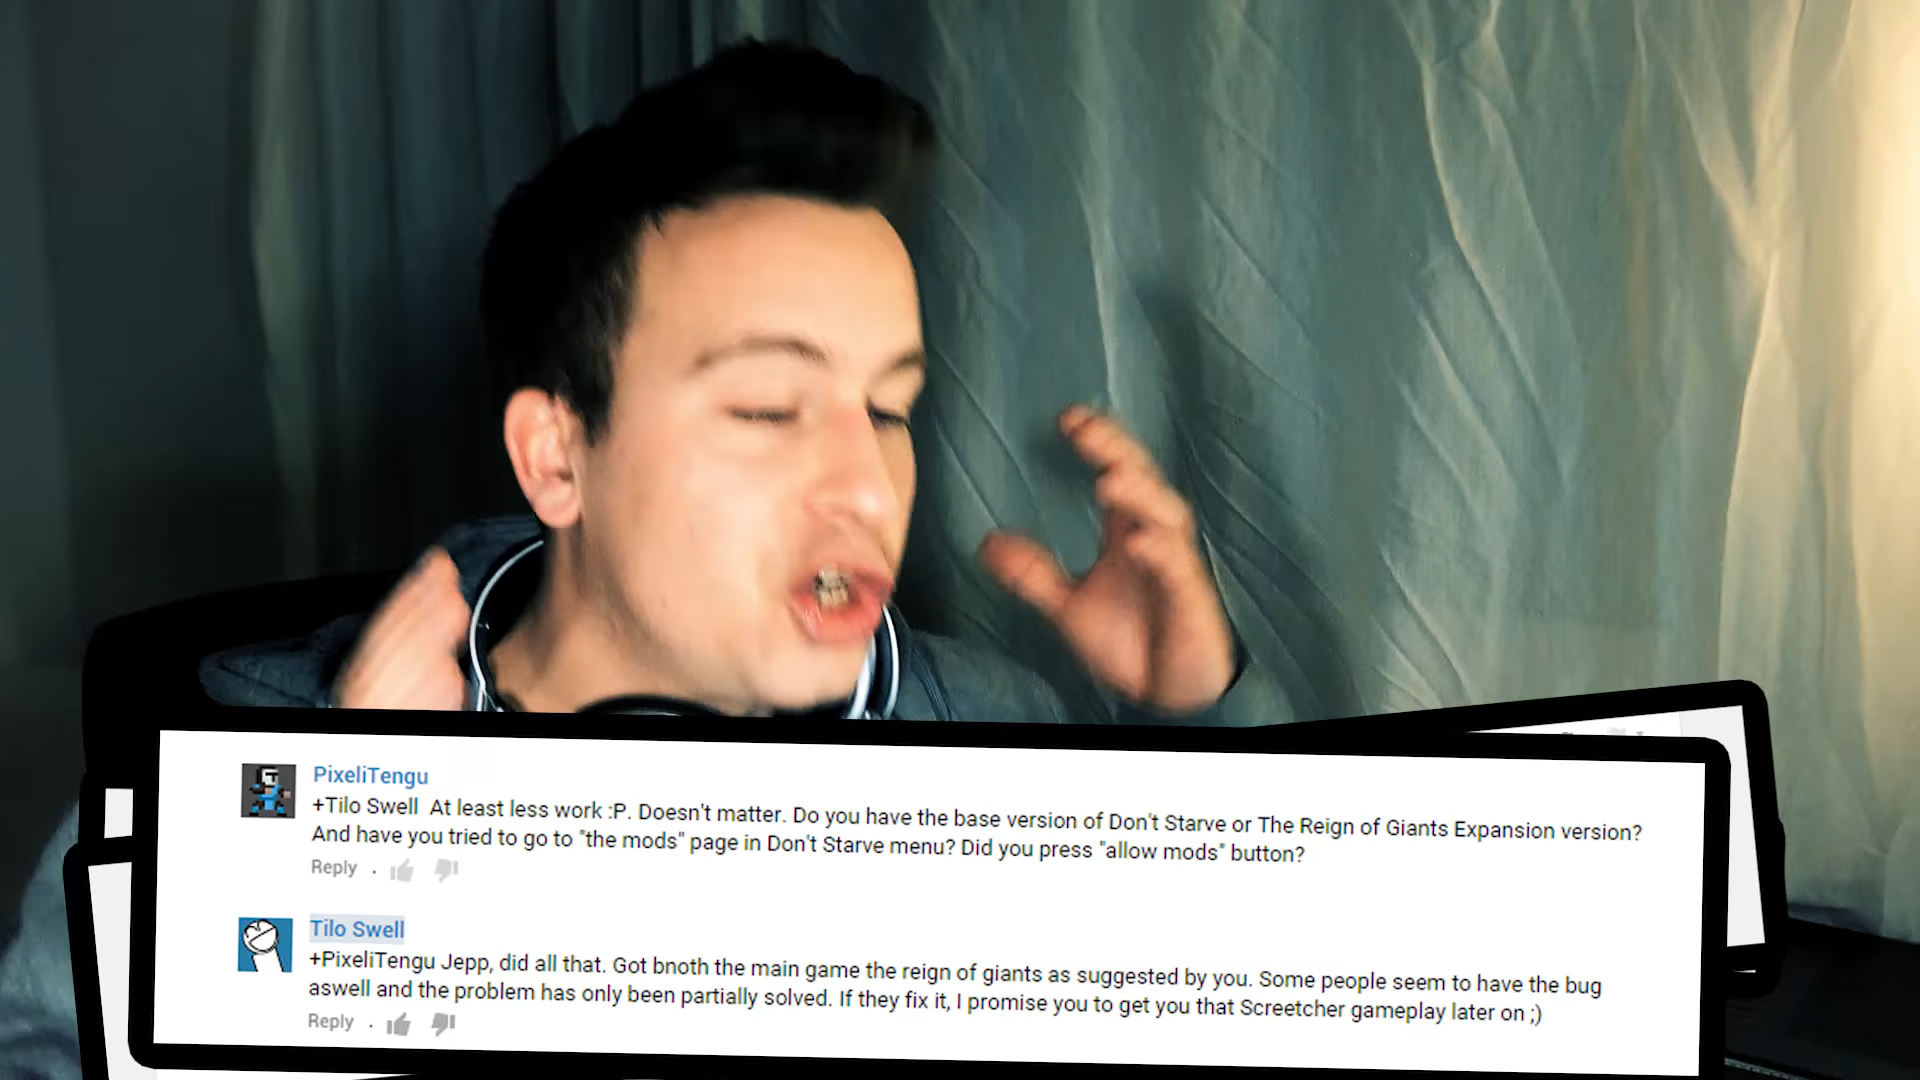 PixeliTengu
+Tilo Swell  At least less work :P. Doesn't matter. Do you have the base version of Don't Starve or The Reign of Giants Expansion version?
And have you tried to go to "the mods" page in Don't Starve menu? Did you press "allow mods" button?
Reply .
Tilo Swell
+PixeliTengu Jepp, did all that. Got bnoth the main game the reign of giants as suggested by you. Some people seem to have the bug
aswell and the problem has only been partially solved. If they fix it, I promise you to get you that Screetcher gameplay later on ;)
Reply .